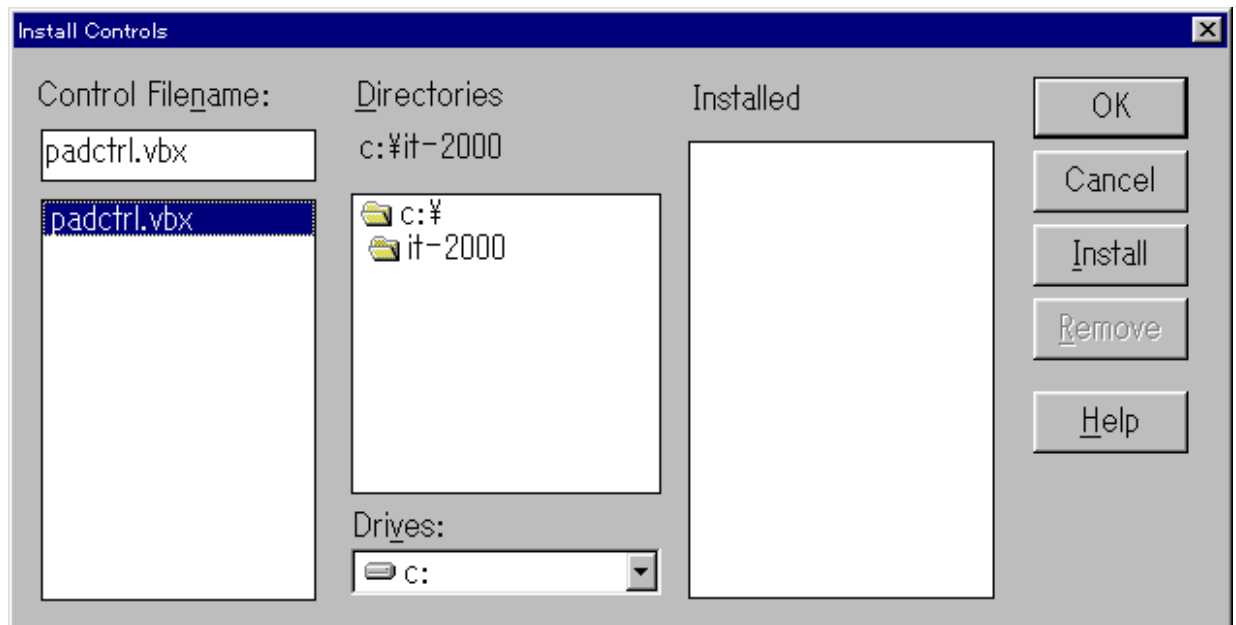 Install Controls
Control Filename:
padctrl.vbx
padctrl.vbx
Directories
c:¥it-2000
c:¥
it-2000
Drives:
c:
Installed
OK
Cancel
Install
Remove
Help